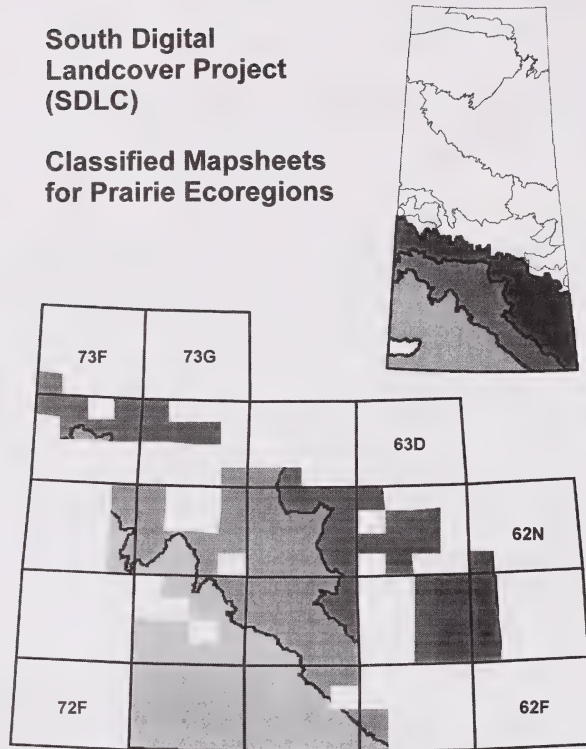 South Digital
Landcover Project
(SDLC)
Classified Mapsheets
for Prairie Ecoregions
73F
73G
63D
62N
72F
62F